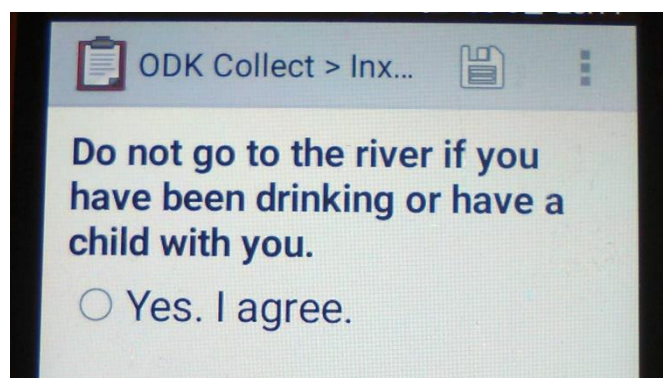 ODK Collect > Inx...
Do not go to the river if you
have been drinking or have a
child with you.
Yes. I agree.